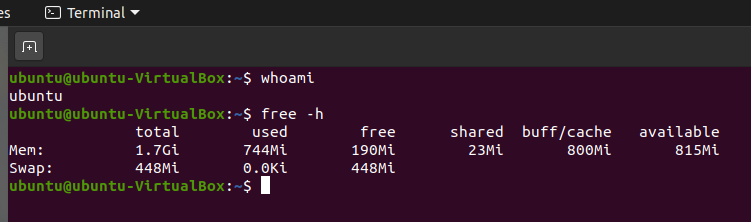 es Terminal
ubuntu@ubuntu-VirtualBox:~$ whoami
ubuntu
ubuntu@ubuntu-VirtualBox:~$ free -h
              total        used        free      shared  buff/cache   available
Mem:          1.7Gi       744Mi       190Mi        23Mi       800Mi       815Mi
Swap:         448Mi       0.0Ki       448Mi
ubuntu@ubuntu-VirtualBox:~$